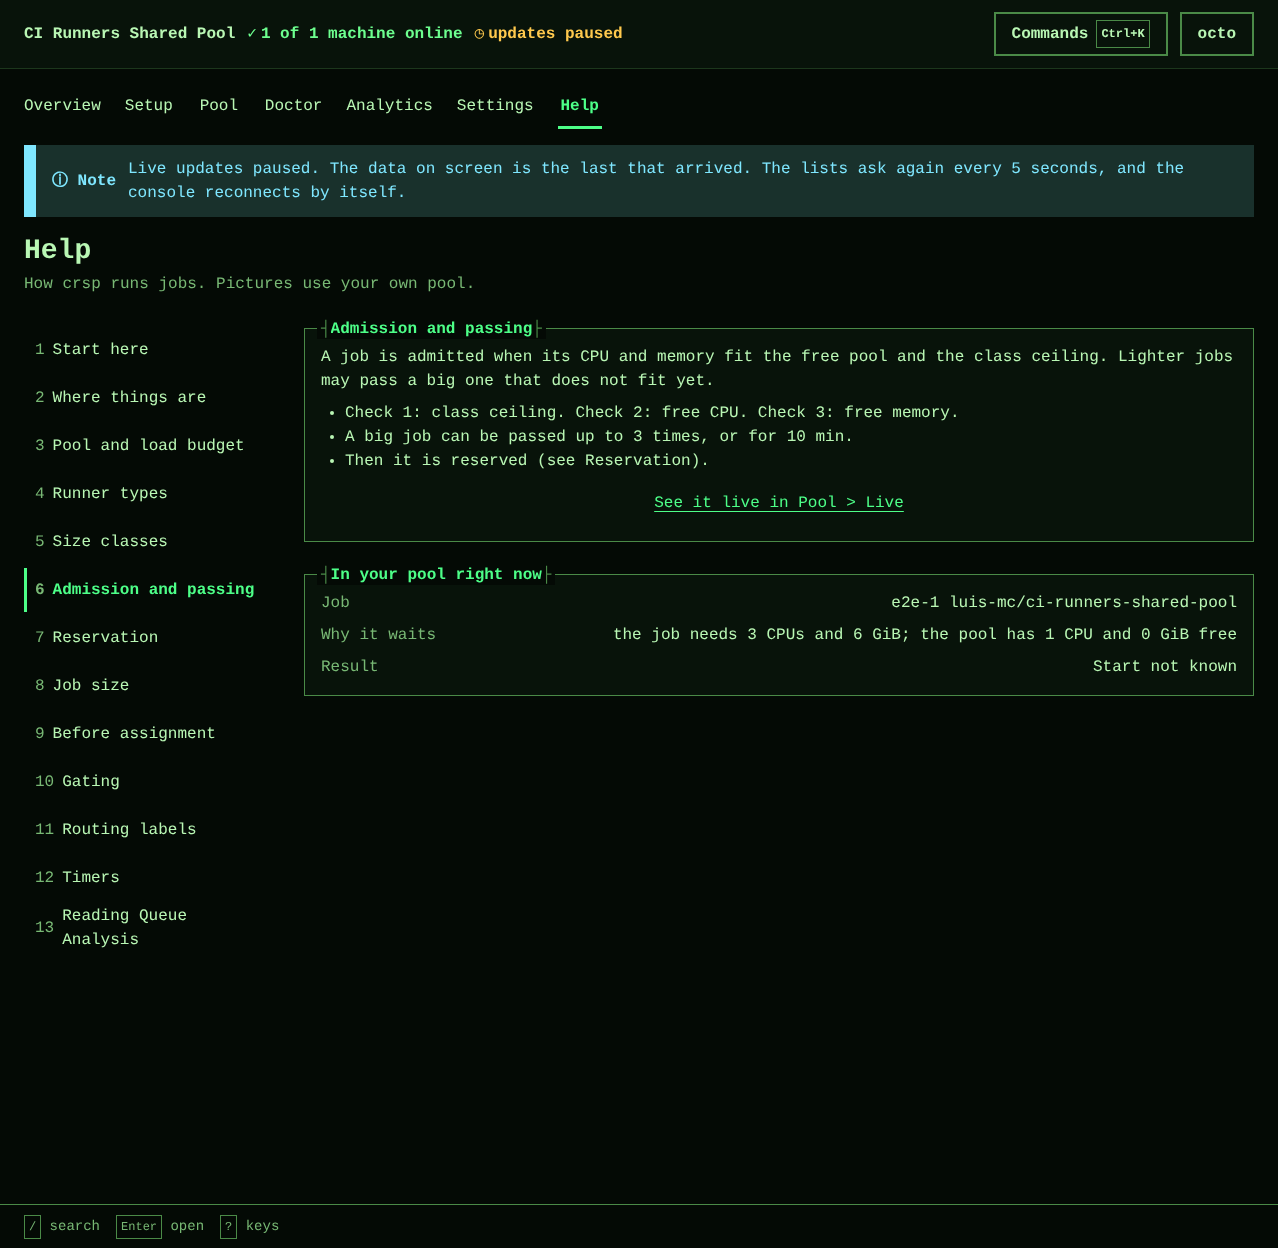 CI Runners Shared Pool ✓ 1 of 1 machine online ◷ updates paused Commands Ctrl+K octo
Overview Setup Pool Doctor Analytics Settings Help
ⓘ Note Live updates paused. The data on screen is the last that arrived. The lists ask again every 5 seconds, and the
console reconnects by itself.
Help
How crsp runs jobs. Pictures use your own pool.
1 Start here
2 Where things are
3 Pool and load budget
4 Runner types
5 Size classes
6 Admission and passing
7 Reservation
8 Job size
9 Before assignment
10 Gating
11 Routing labels
12 Timers
13 Reading Queue
Analysis
Admission and passing
A job is admitted when its CPU and memory fit the free pool and the class ceiling. Lighter jobs
may pass a big one that does not fit yet.
• Check 1: class ceiling. Check 2: free CPU. Check 3: free memory.
• A big job can be passed up to 3 times, or for 10 min.
• Then it is reserved (see Reservation).
See it live in Pool > Live
In your pool right now
Job e2e-1 luis-mc/ci-runners-shared-pool
Why it waits the job needs 3 CPUs and 6 GiB; the pool has 1 CPU and 0 GiB free
Result Start not known
/ search Enter open ? keys